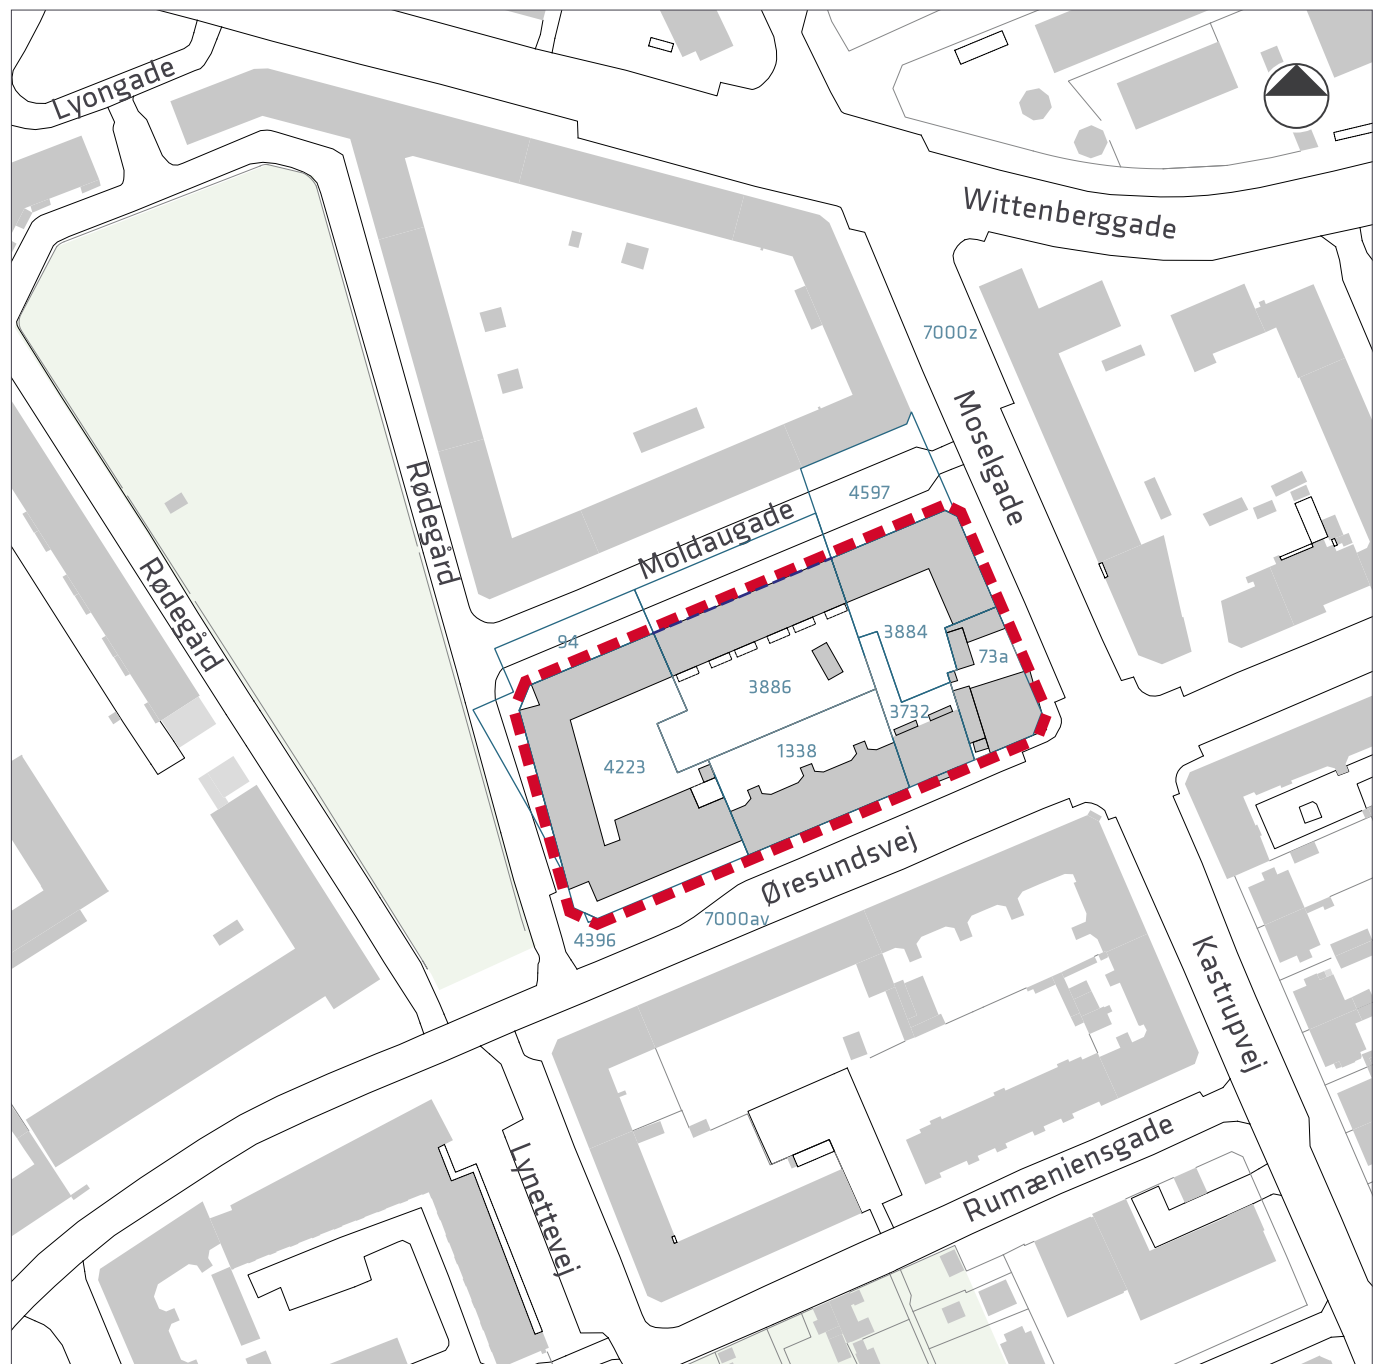 Lyongade
Wittenberggade
7000z
Moselgade
Rødegård
4597
Moldaugade
Rødegård
94
3884
73a
3886
3732
1338
4223
Øresundsvej
7000av
4396
Kastrupvej
Rumæniensgade
Lynettevej